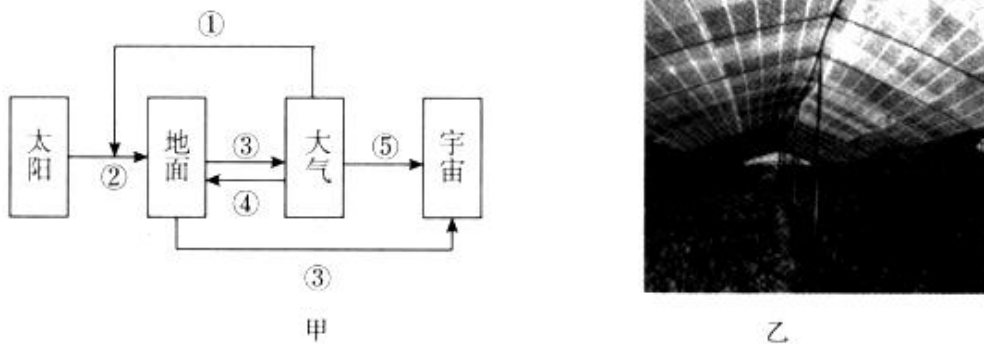 ①
太阳
②
地面
③
④
大气
⑤
宇宙
③
甲
乙